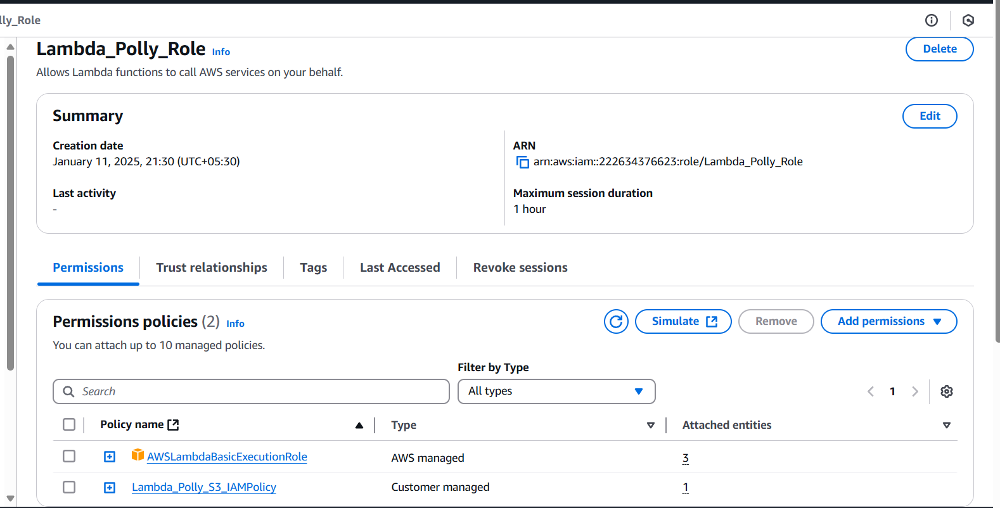 lly_Role
Lambda_Polly_Role Info
Delete
Allows Lambda functions to call AWS services on your behalf.
Summary
Edit
Creation date
January 11, 2025, 21:30 (UTC+05:30)
ARN
arn:aws:iam::222634376623:role/Lambda_Polly_Role
Last activity
-
Maximum session duration
1 hour
Permissions
Trust relationships
Tags
Last Accessed
Revoke sessions
Permissions policies (2) Info
Simulate
Remove
Add permissions
You can attach up to 10 managed policies.
Filter by Type
Search
All types
1
Policy name
Type
Attached entities
AWSLambdaBasicExecutionRole
AWS managed
3
Lambda_Polly_S3_IAMPolicy
Customer managed
1